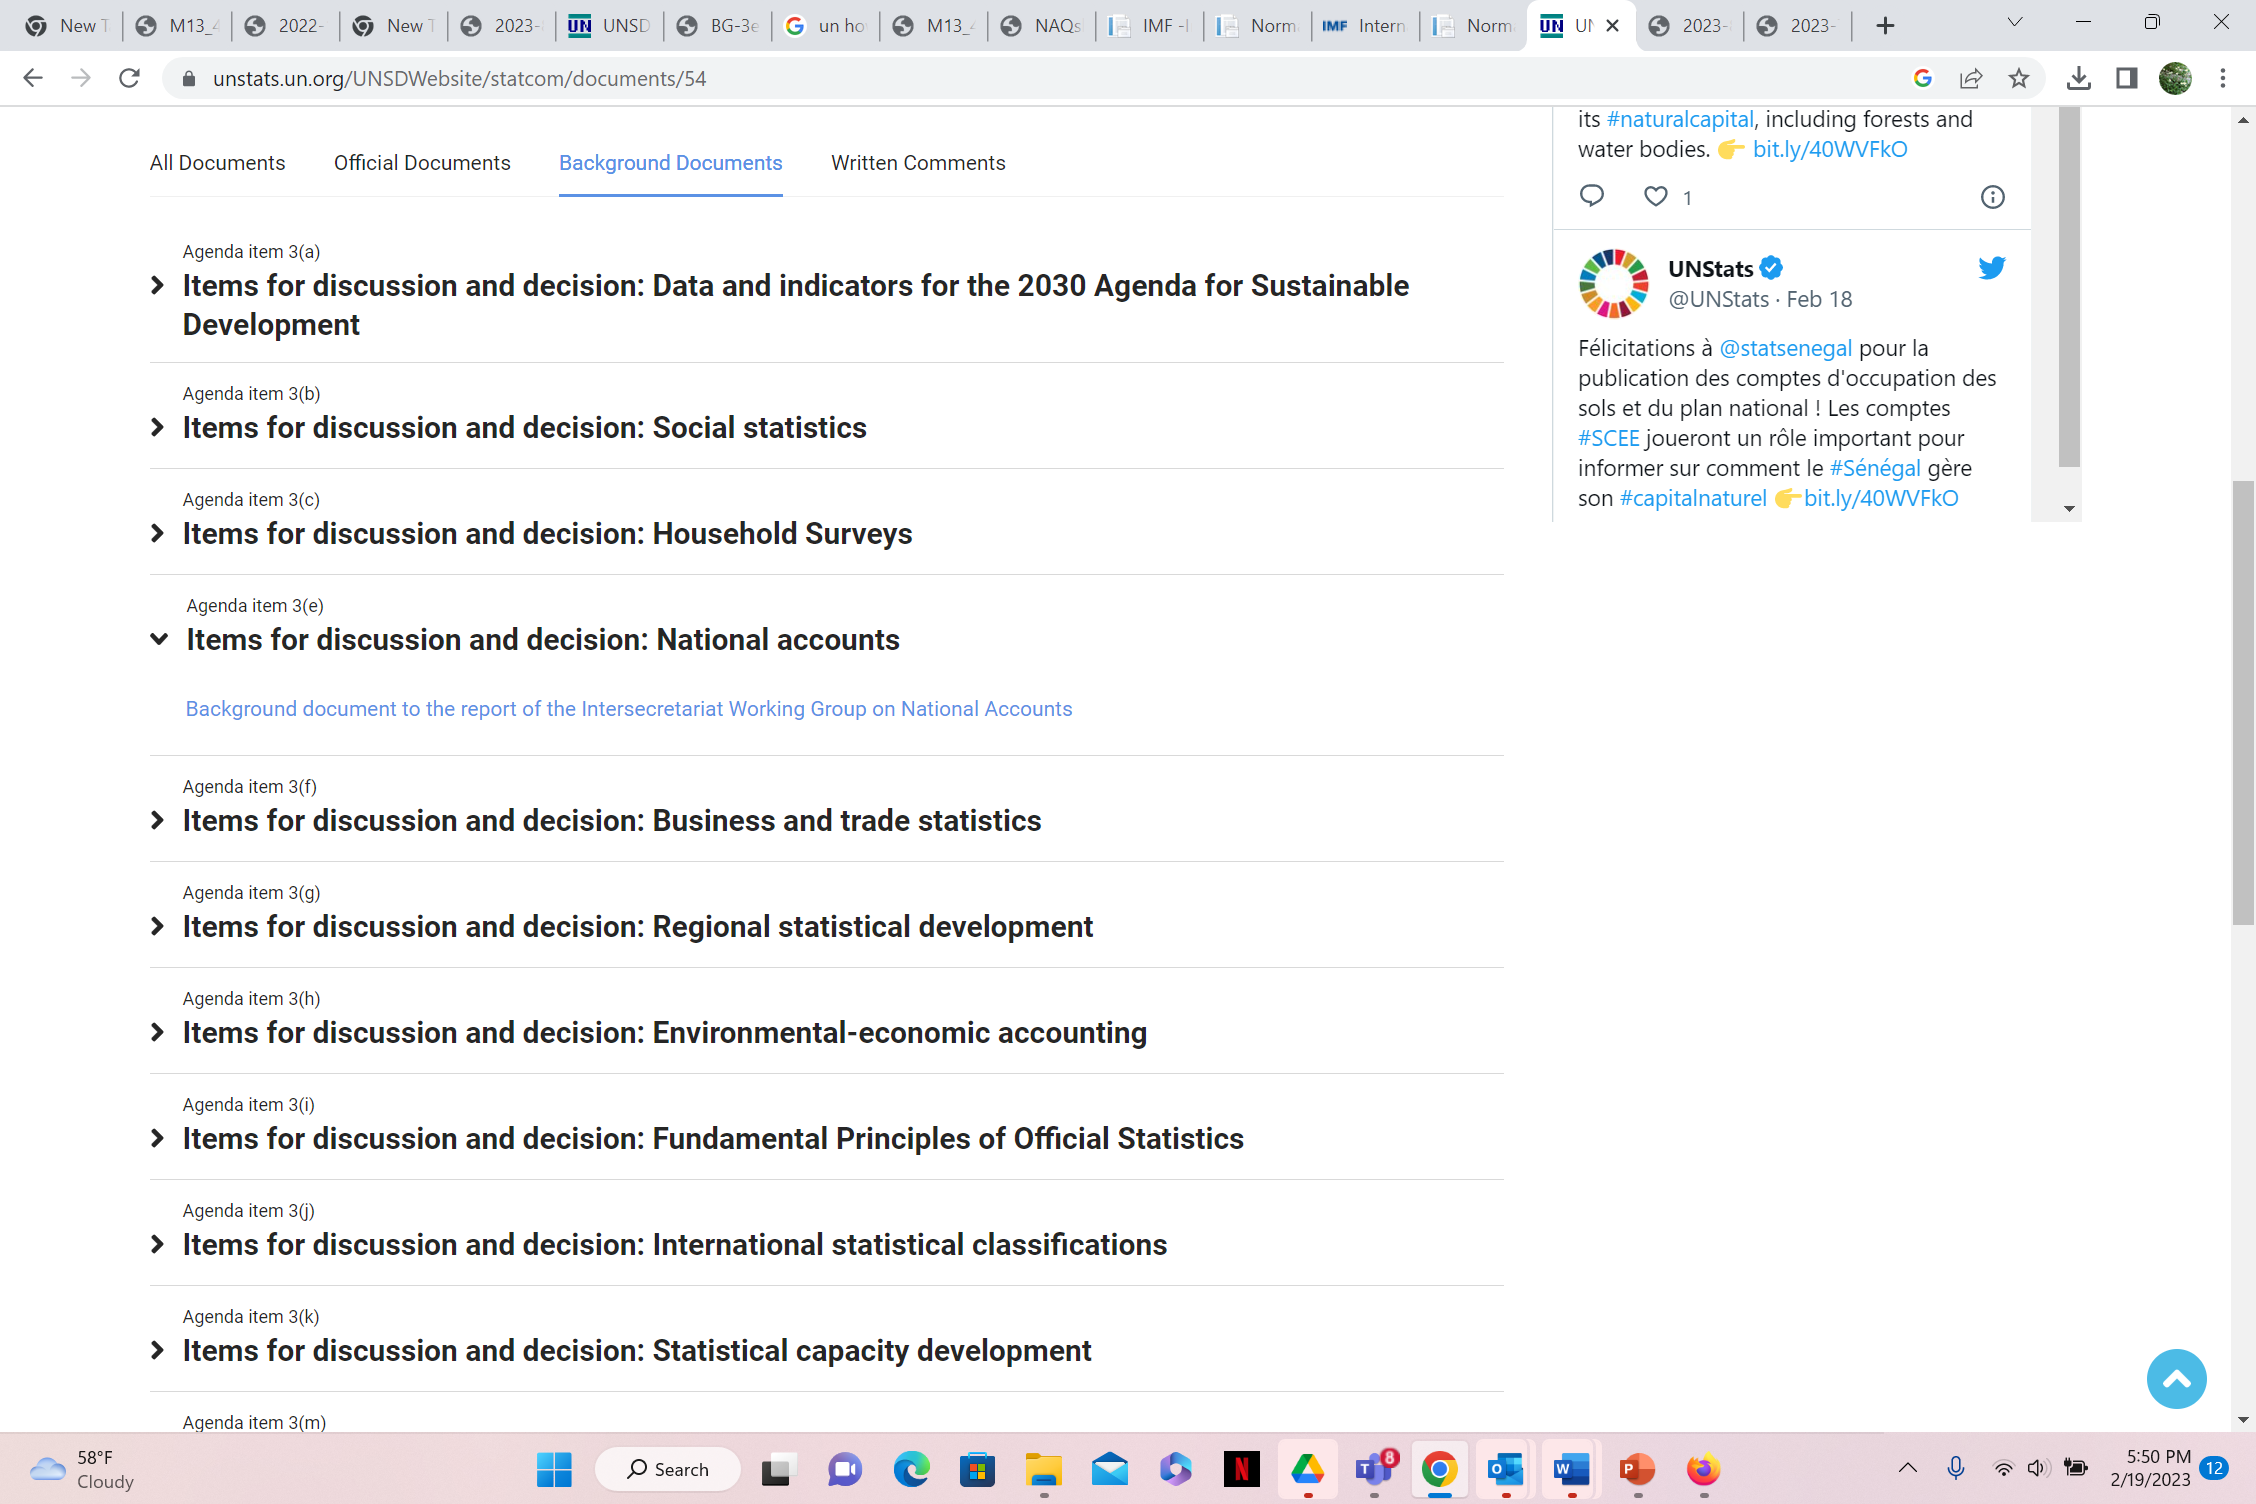 New T
M13_4
2022-
New T
2023-
UN UNSD
BG-3e
un ho
M13_4
NAQs
IMF -
Norm
IMF Intern
Norm
UN UN
2023-
2023-
unstats.un.org/UNSDWebsite/statcom/documents/54
All Documents
Official Documents
Background Documents
Written Comments
Agenda item 3(a)
Items for discussion and decision: Data and indicators for the 2030 Agenda for Sustainable
Development
Agenda item 3(b)
Items for discussion and decision: Social statistics
Agenda item 3(c)
Items for discussion and decision: Household Surveys
Agenda item 3(e)
Items for discussion and decision: National accounts
Background document to the report of the Intersecretariat Working Group on National Accounts
Agenda item 3(f)
Items for discussion and decision: Business and trade statistics
Agenda item 3(g)
Items for discussion and decision: Regional statistical development
Agenda item 3(h)
Items for discussion and decision: Environmental-economic accounting
Agenda item 3(i)
Items for discussion and decision: Fundamental Principles of Official Statistics
Agenda item 3(j)
Items for discussion and decision: International statistical classifications
Agenda item 3(k)
Items for discussion and decision: Statistical capacity development
Agenda item 3(m)
its #naturalcapital, including forests and
water bodies. 👉 bit.ly/40WVFkO
1
UNStats
@UNStats · Feb 18
Félicitations à @statsenegal pour la
publication des comptes d'occupation des
sols et du plan national ! Les comptes
#SCEE joueront un rôle important pour
informer sur comment le #Sénégal gère
son #capitalnaturel 👉bit.ly/40WVFkO
58°F
Cloudy
Search
8
5:50 PM
2/19/2023
12